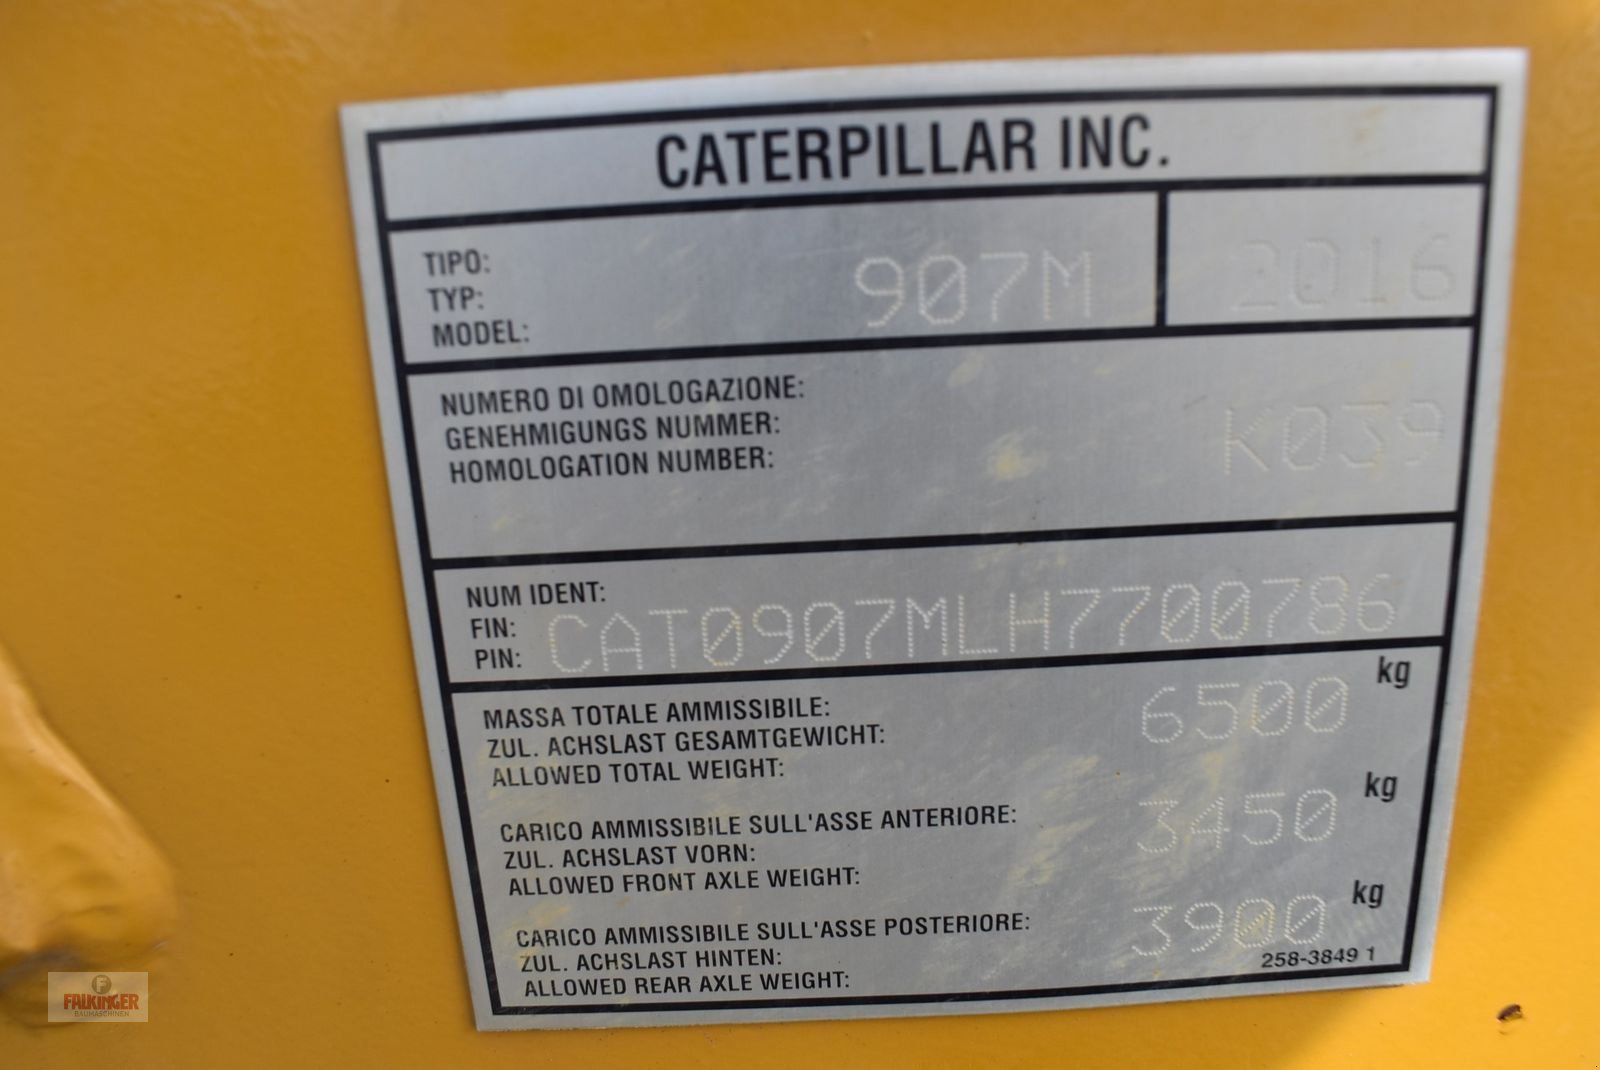 CATERPILLAR INC.
TIPO:
TYP:
MODEL:
907M
2016
NUMERO DI OMOLOGAZIONE:
GENEHMIGUNGS NUMMER:
HOMOLOGATION NUMBER:
K039
NUM IDENT:
FIN:
PIN:
CAT0907MLH7700786
MASSA TOTALE AMMISSIBILE:
ZUL. ACHSLAST GESAMTGEWICHT:
ALLOWED TOTAL WEIGHT:
6500 kg
CARICO AMMISSIBILE SULL'ASSE ANTERIORE:
ZUL. ACHSLAST VORN:
ALLOWED FRONT AXLE WEIGHT:
3450 kg
CARICO AMMISSIBILE SULL'ASSE POSTERIORE:
ZUL. ACHSLAST HINTEN:
ALLOWED REAR AXLE WEIGHT:
3900 kg
258-3849 1
F
FALKINGER
BAUMASCHINEN